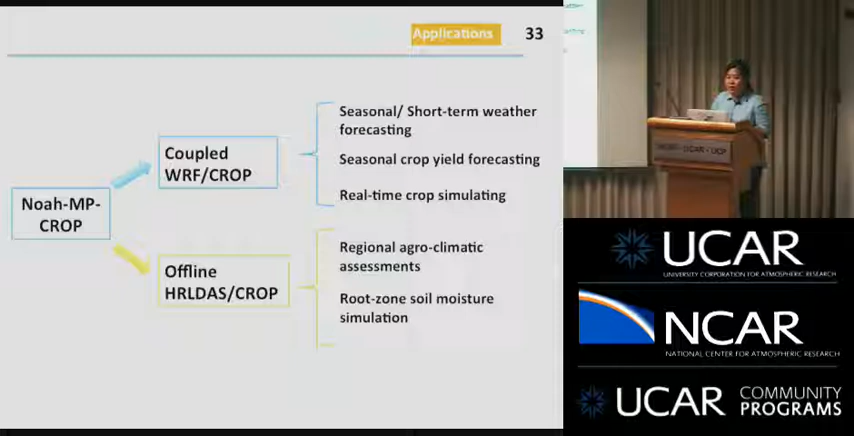 Applications
33
Seasonal/ Short-term weather
forecasting
Coupled
WRF/CROP
Seasonal crop yield forecasting
Real-time crop simulating
Noah-MP-
CROP
Regional agro-climatic
assessments
Offline
HRLDAS/CROP
Root-zone soil moisture
simulation
UCAR
UNIVERSITY CORPORATION FOR ATMOSPHERIC RESEARCH
NCAR
NATIONAL CENTER FOR ATMOSPHERIC RESEARCH
UCAR COMMUNITY
PROGRAMS